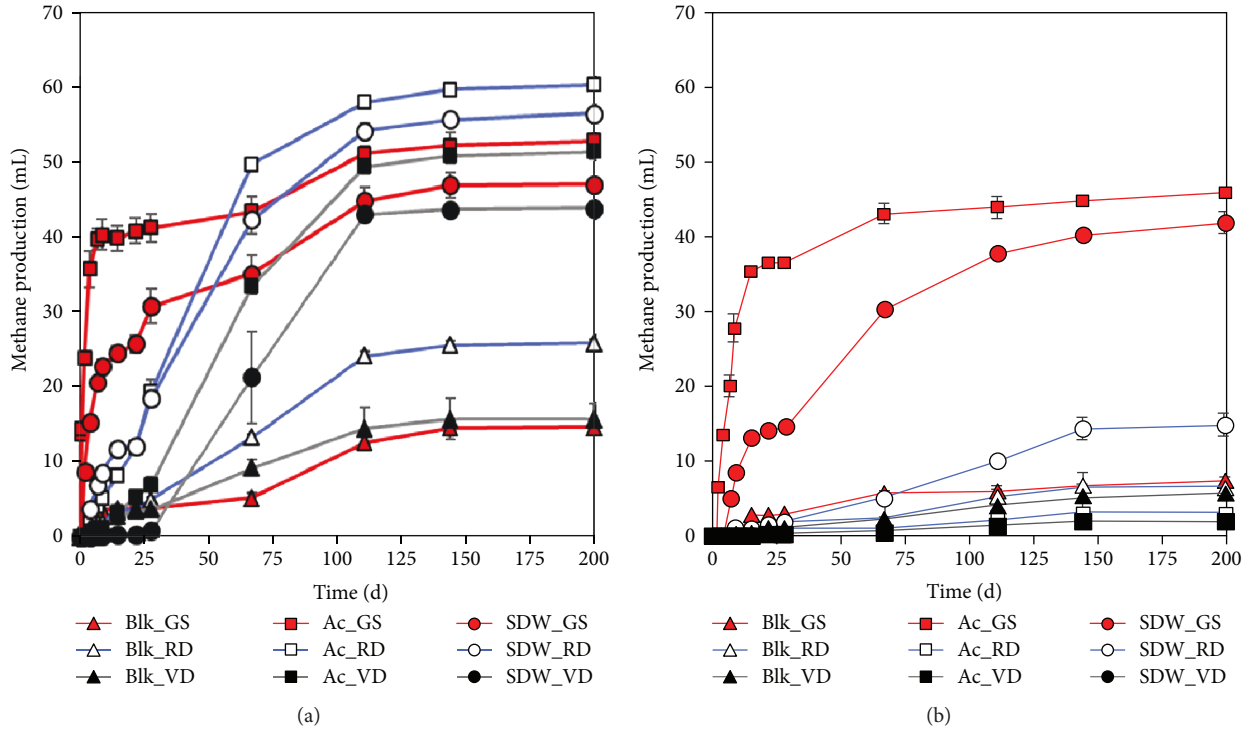 Methane production (mL)
70
60
50
40
30
20
10
0
0 25 50 75 100 125 150 175 200
Time (d)
Blk_GS Ac_GS SDW_GS
Blk_RD Ac_RD SDW_RD
Blk_VD Ac_VD SDW_VD
(a)
Methane production (mL)
70
60
50
40
30
20
10
0
0 25 50 75 100 125 150 175 200
Time (d)
Blk_GS Ac_GS SDW_GS
Blk_RD Ac_RD SDW_RD
Blk_VD Ac_VD SDW_VD
(b)